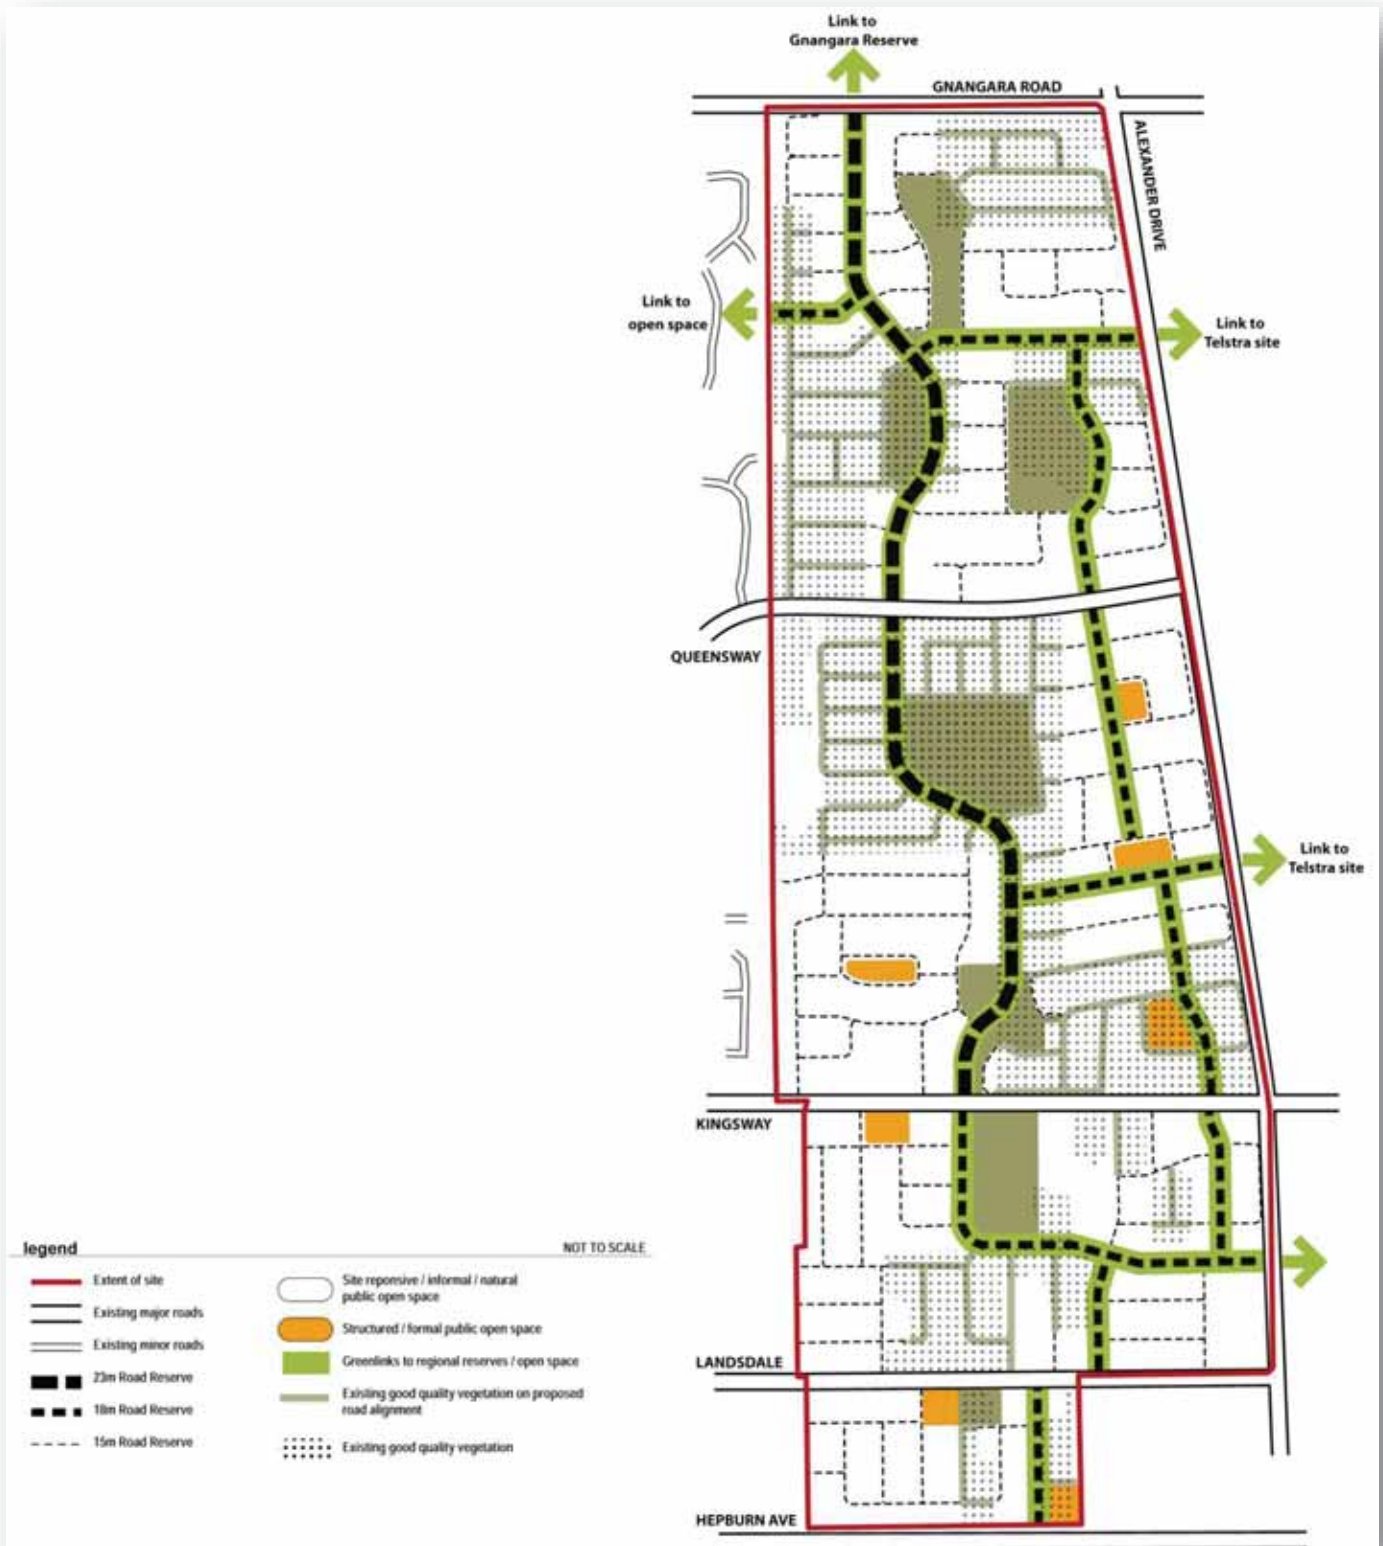 Link to
Gnangara Reserve
GNANGARA ROAD
ALEXANDER DRIVE
Link to
open space
Link to
Telstra site
QUEENSWAY
Link to
Telstra site
KINGSWAY
LANDSDALE
HEPBURN AVE
legend
NOT TO SCALE
Extent of site
Existing major roads
Existing minor roads
23m Road Reserve
18m Road Reserve
15m Road Reserve
Site reponsive / informal / natural
public open space
Structured / formal public open space
Greenlinks to regional reserves / open space
Existing good quality vegetation on proposed
road alignment
Existing good quality vegetation